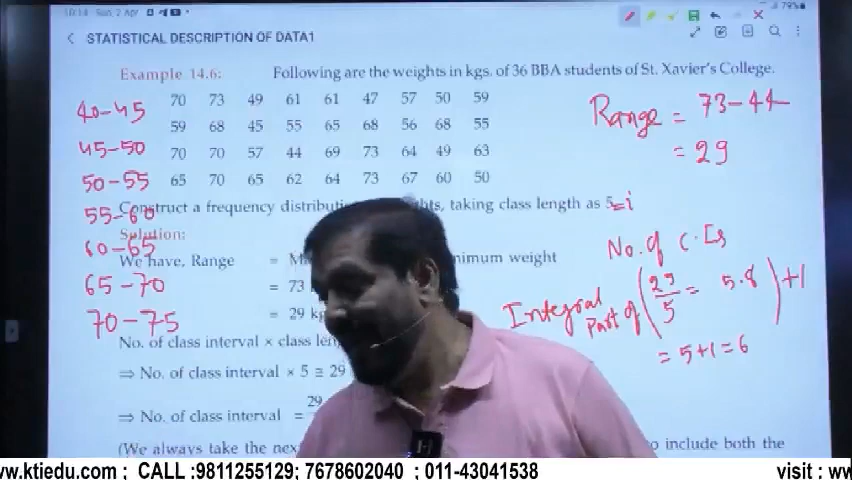 10:14 Sun, 2 Apr
79%
STATISTICAL DESCRIPTION OF DATA1
Example 14.6: Following are the weights in kgs. of 36 BBA students of St. Xavier's College.
70 73 49 61 61 47 57 50 59
59 68 45 55 65 68 56 68 55
70 70 57 44 69 73 64 49 63
65 70 65 62 64 73 67 60 50
40-45
45-50
50-55
55-60
60-65
65-70
70-75
Range = 73-44
= 29
Construct a frequency distribution weights, taking class length as 5 = i
Solution:
We have, Range = minimum weight
= 73
= 29 kg
No. of class interval × class
⇒ No. of class interval × 5 ≅ 29
⇒ No. of class interval = 29
(We always take the next to include both the
No. of C.Is
Integral Part of (29/5 = 5.8) +1
= 5+1 = 6
www.ktiedu.com ; CALL :9811255129; 7678602040 ; 011-43041538 visit :